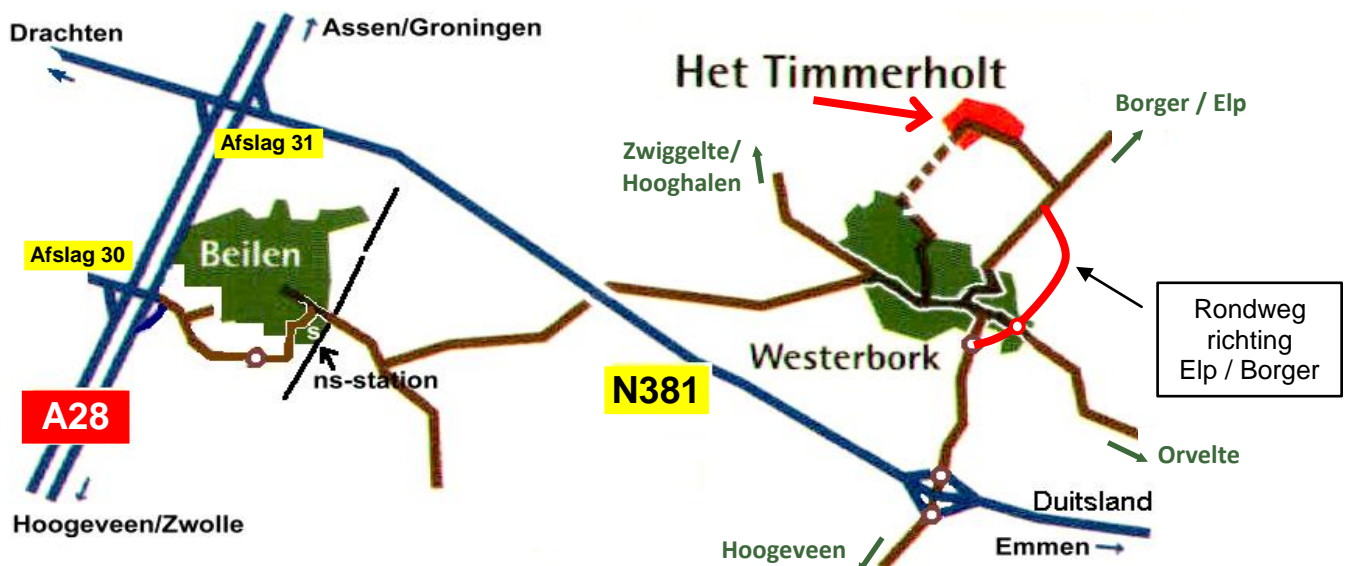 Drachten
Assen/Groningen
Het Timmerholt
Borger / Elp
Afslag 31
Zwiggelte/
Hooghalen
Afslag 30
Beilen
Rondweg
richting
Elp / Borger
Westerbork
s
ns-station
N381
A28
Orvelte
Duitsland
Hoogeveen/Zwolle
Hoogeveen
Emmen